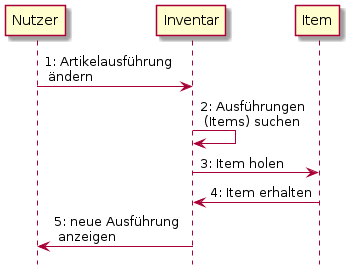 Nutzer
Inventar
Item
1: Artikelausführung
ändern
2: Ausführungen
(Items) suchen
3: Item holen
4: Item erhalten
5: neue Ausführung
anzeigen